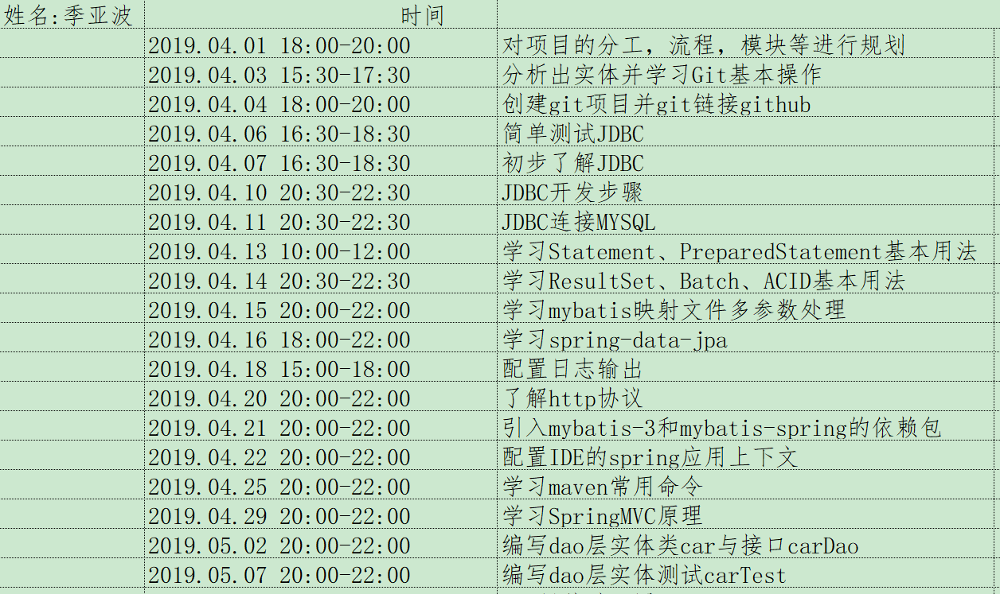 姓名:季亚波 时间
2019.04.01 18:00-20:00 对项目的分工，流程，模块等进行规划
2019.04.03 15:30-17:30 分析出实体并学习Git基本操作
2019.04.04 18:00-20:00 创建git项目并git链接github
2019.04.06 16:30-18:30 简单测试JDBC
2019.04.07 16:30-18:30 初步了解JDBC
2019.04.10 20:30-22:30 JDBC开发步骤
2019.04.11 20:30-22:30 JDBC连接MYSQL
2019.04.13 10:00-12:00 学习Statement、PreparedStatement基本用法
2019.04.14 20:30-22:30 学习ResultSet、Batch、ACID基本用法
2019.04.15 20:00-22:00 学习mybatis映射文件多参数处理
2019.04.16 18:00-22:00 学习spring-data-jpa
2019.04.18 15:00-18:00 配置日志输出
2019.04.20 20:00-22:00 了解http协议
2019.04.21 20:00-22:00 引入mybatis-3和mybatis-spring的依赖包
2019.04.22 20:00-22:00 配置IDE的spring应用上下文
2019.04.25 20:00-22:00 学习maven常用命令
2019.04.29 20:00-22:00 学习SpringMVC原理
2019.05.02 20:00-22:00 编写dao层实体类car与接口carDao
2019.05.07 20:00-22:00 编写dao层实体测试carTest